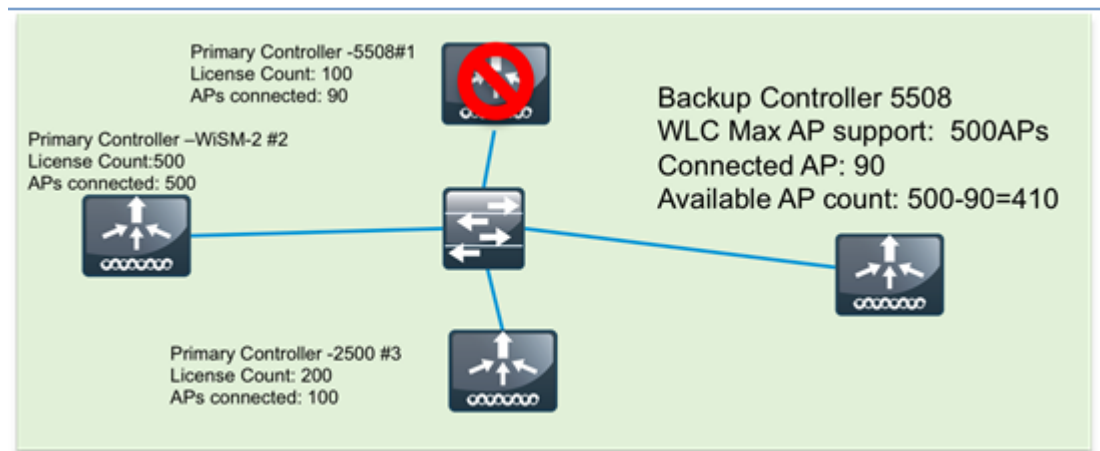 Primary Controller -5508#1
License Count: 100
APs connected: 90
Primary Controller –WiSM-2 #2
License Count:500
APs connected: 500
Backup Controller 5508
WLC Max AP support:  500APs
Connected AP: 90
Available AP count: 500-90=410
Primary Controller -2500 #3
License Count: 200
APs connected: 100